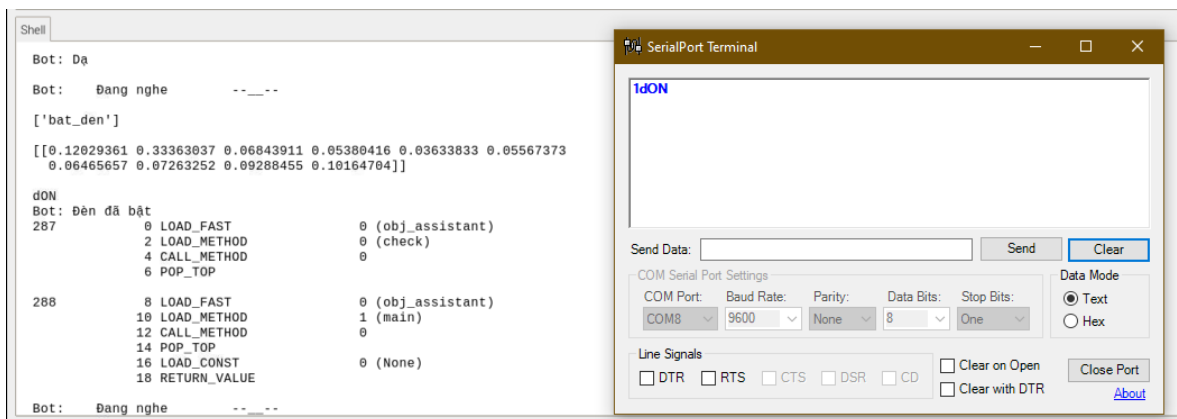 Shell
Bot: Dạ
Bot:    Đang nghe        --__--
['bat_den']
[[0.12029361 0.33363037 0.06843911 0.05380416 0.03633833 0.05567373
0.06465657 0.07263252 0.09288455 0.10164704]]
dON
Bot: Đèn đã bật
287           0 LOAD_FAST                0 (obj_assistant)
              2 LOAD_METHOD              0 (check)
              4 CALL_METHOD              0
              6 POP_TOP
288           8 LOAD_FAST                0 (obj_assistant)
             10 LOAD_METHOD              1 (main)
             12 CALL_METHOD              0
             14 POP_TOP
             16 LOAD_CONST               0 (None)
             18 RETURN_VALUE
Bot:    Đang nghe        --__--
SerialPort Terminal
1dON
Send Data: Send Clear
COM Serial Port Settings
COM Port: Baud Rate: Parity: Data Bits: Stop Bits:
COM8 9600 None 8 One
Data Mode
Text
Hex
Line Signals
DTR RTS CTS DSR CD
Clear on Open
Clear with DTR
Close Port
About